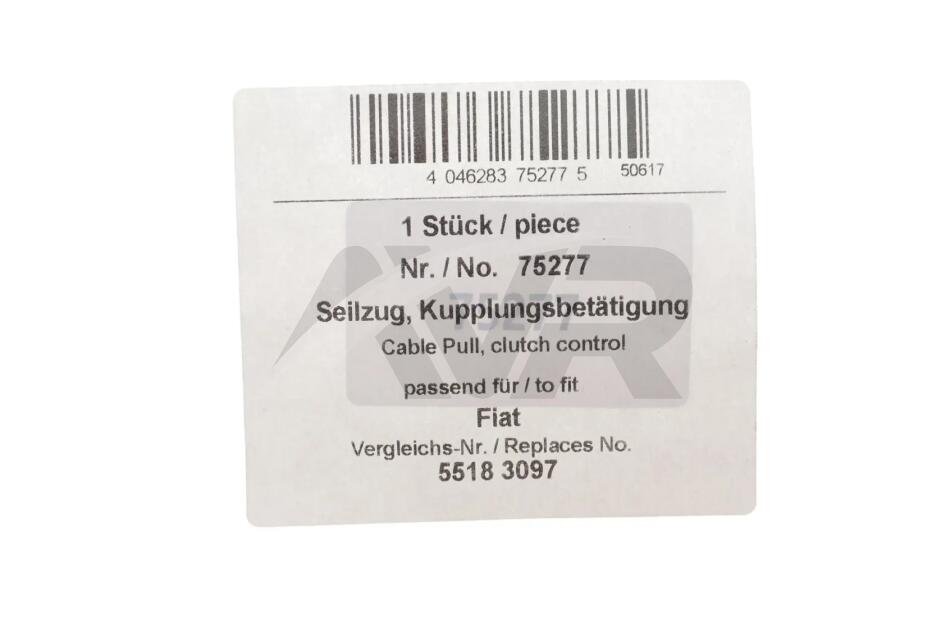 4 046283 75277 5 50617
1 Stück / piece
Nr. / No. 75277
75277
Seilzug, Kupplungsbetätigung
Cable Pull, clutch control
passend für / to fit
Fiat
Vergleichs-Nr. / Replaces No.
5518 3097